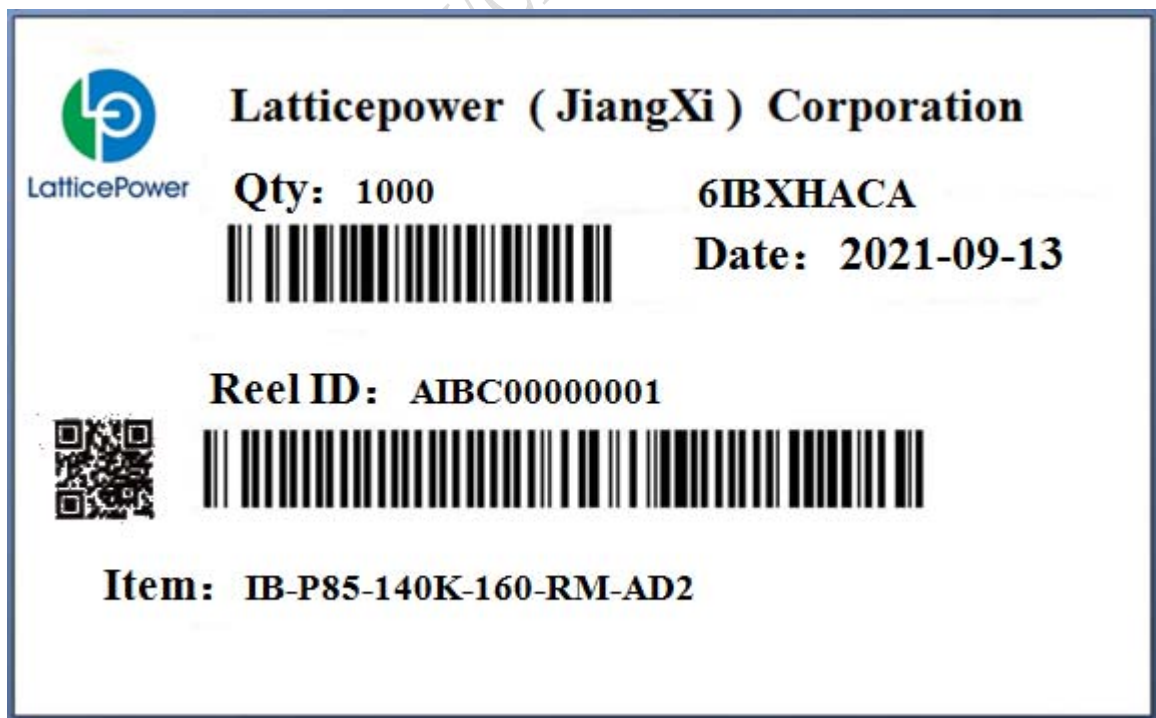 Latticepower ( JiangXi ) Corporation
LatticePower
Qty： 1000
6IBXHACA
Date： 2021-09-13
Reel ID： AIBC00000001
Item： IB-P85-140K-160-RM-AD2